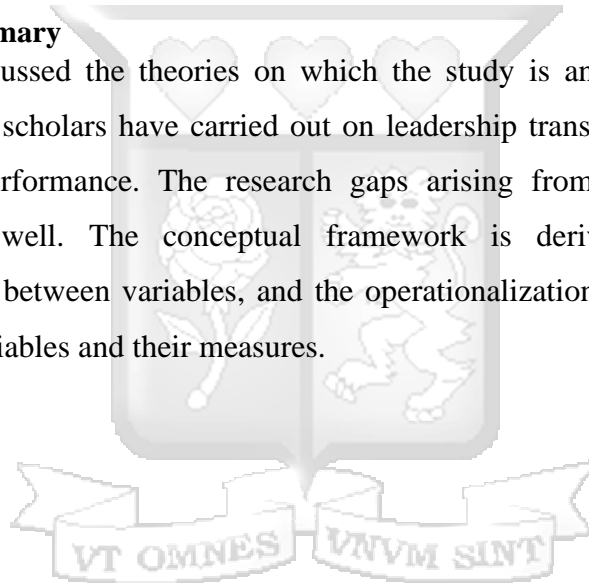 mary
ussed the theories on which the study is an
scholars have carried out on leadership trans
erformance. The research gaps arising from
well. The conceptual framework is deriv
between variables, and the operationalization
iables and their measures.
VT OMNES VNVM SINT